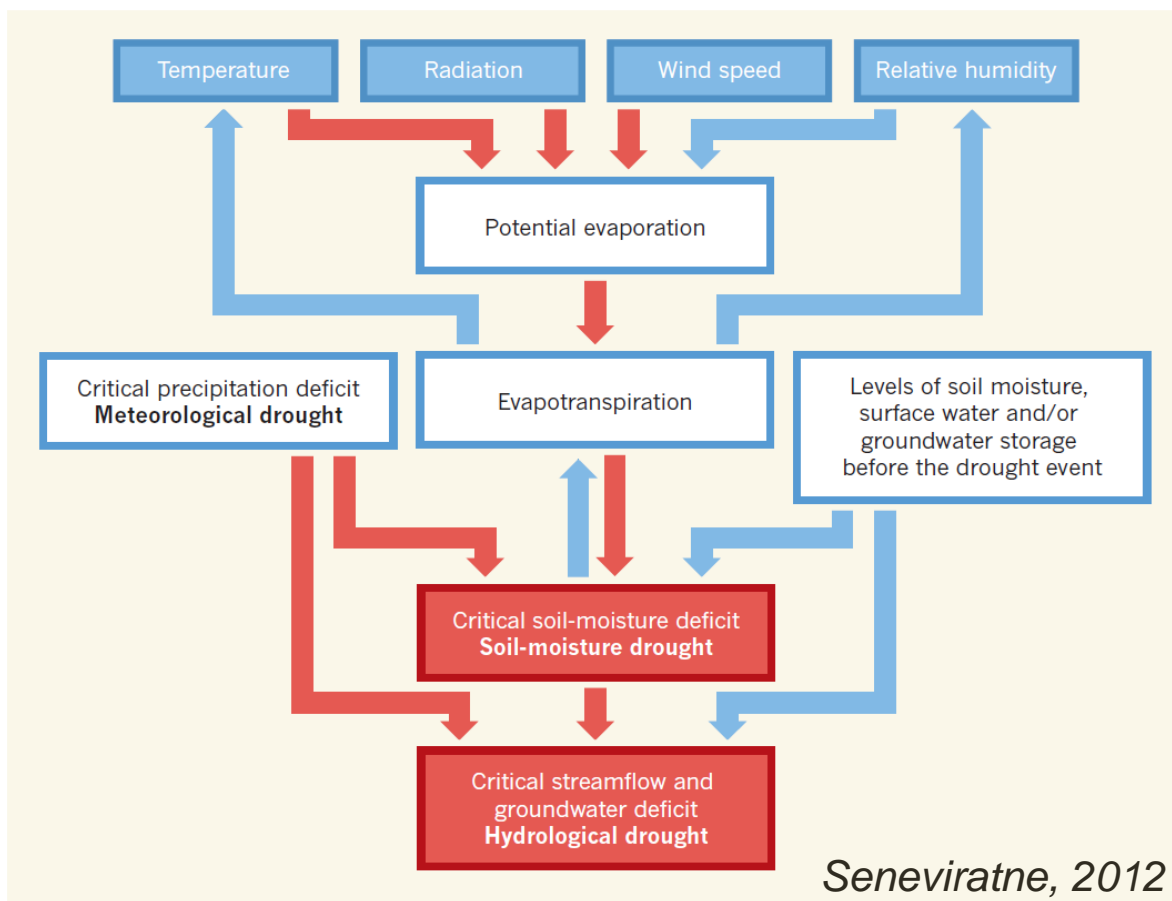 Temperature
Radiation
Wind speed
Relative humidity
Potential evaporation
Critical precipitation deficit
Meteorological drought
Evapotranspiration
Levels of soil moisture,
surface water and/or
groundwater storage
before the drought event
Critical soil-moisture deficit
Soil-moisture drought
Critical streamflow and
groundwater deficit
Hydrological drought
Seneviratne, 2012